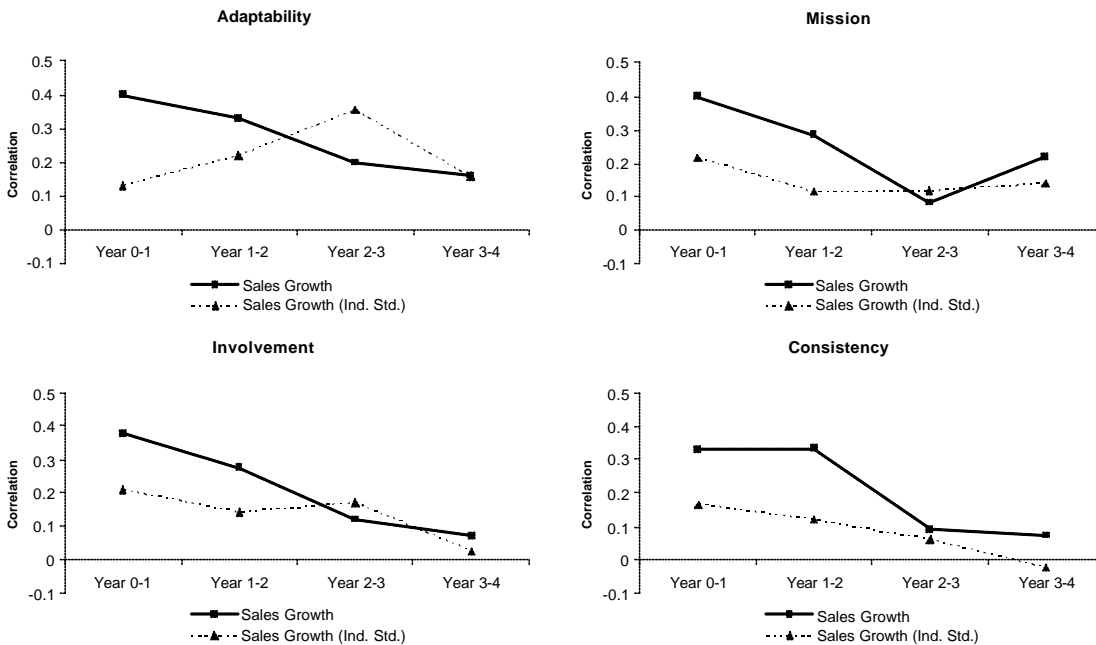 Adaptability
0.5
0.4
0.3
0.2
0.1
0
-0.1
Correlation
Year 0-1 Year 1-2 Year 2-3 Year 3-4
Sales Growth
Sales Growth (Ind. Std.)
Mission
0.5
0.4
0.3
0.2
0.1
0
-0.1
Correlation
Year 0-1 Year 1-2 Year 2-3 Year 3-4
Sales Growth
Sales Growth (Ind. Std.)
Involvement
0.5
0.4
0.3
0.2
0.1
0
-0.1
Correlation
Year 0-1 Year 1-2 Year 2-3 Year 3-4
Sales Growth
Sales Growth (Ind. Std.)
Consistency
0.5
0.4
0.3
0.2
0.1
0
-0.1
Correlation
Year 0-1 Year 1-2 Year 2-3 Year 3-4
Sales Growth
Sales Growth (Ind. Std.)